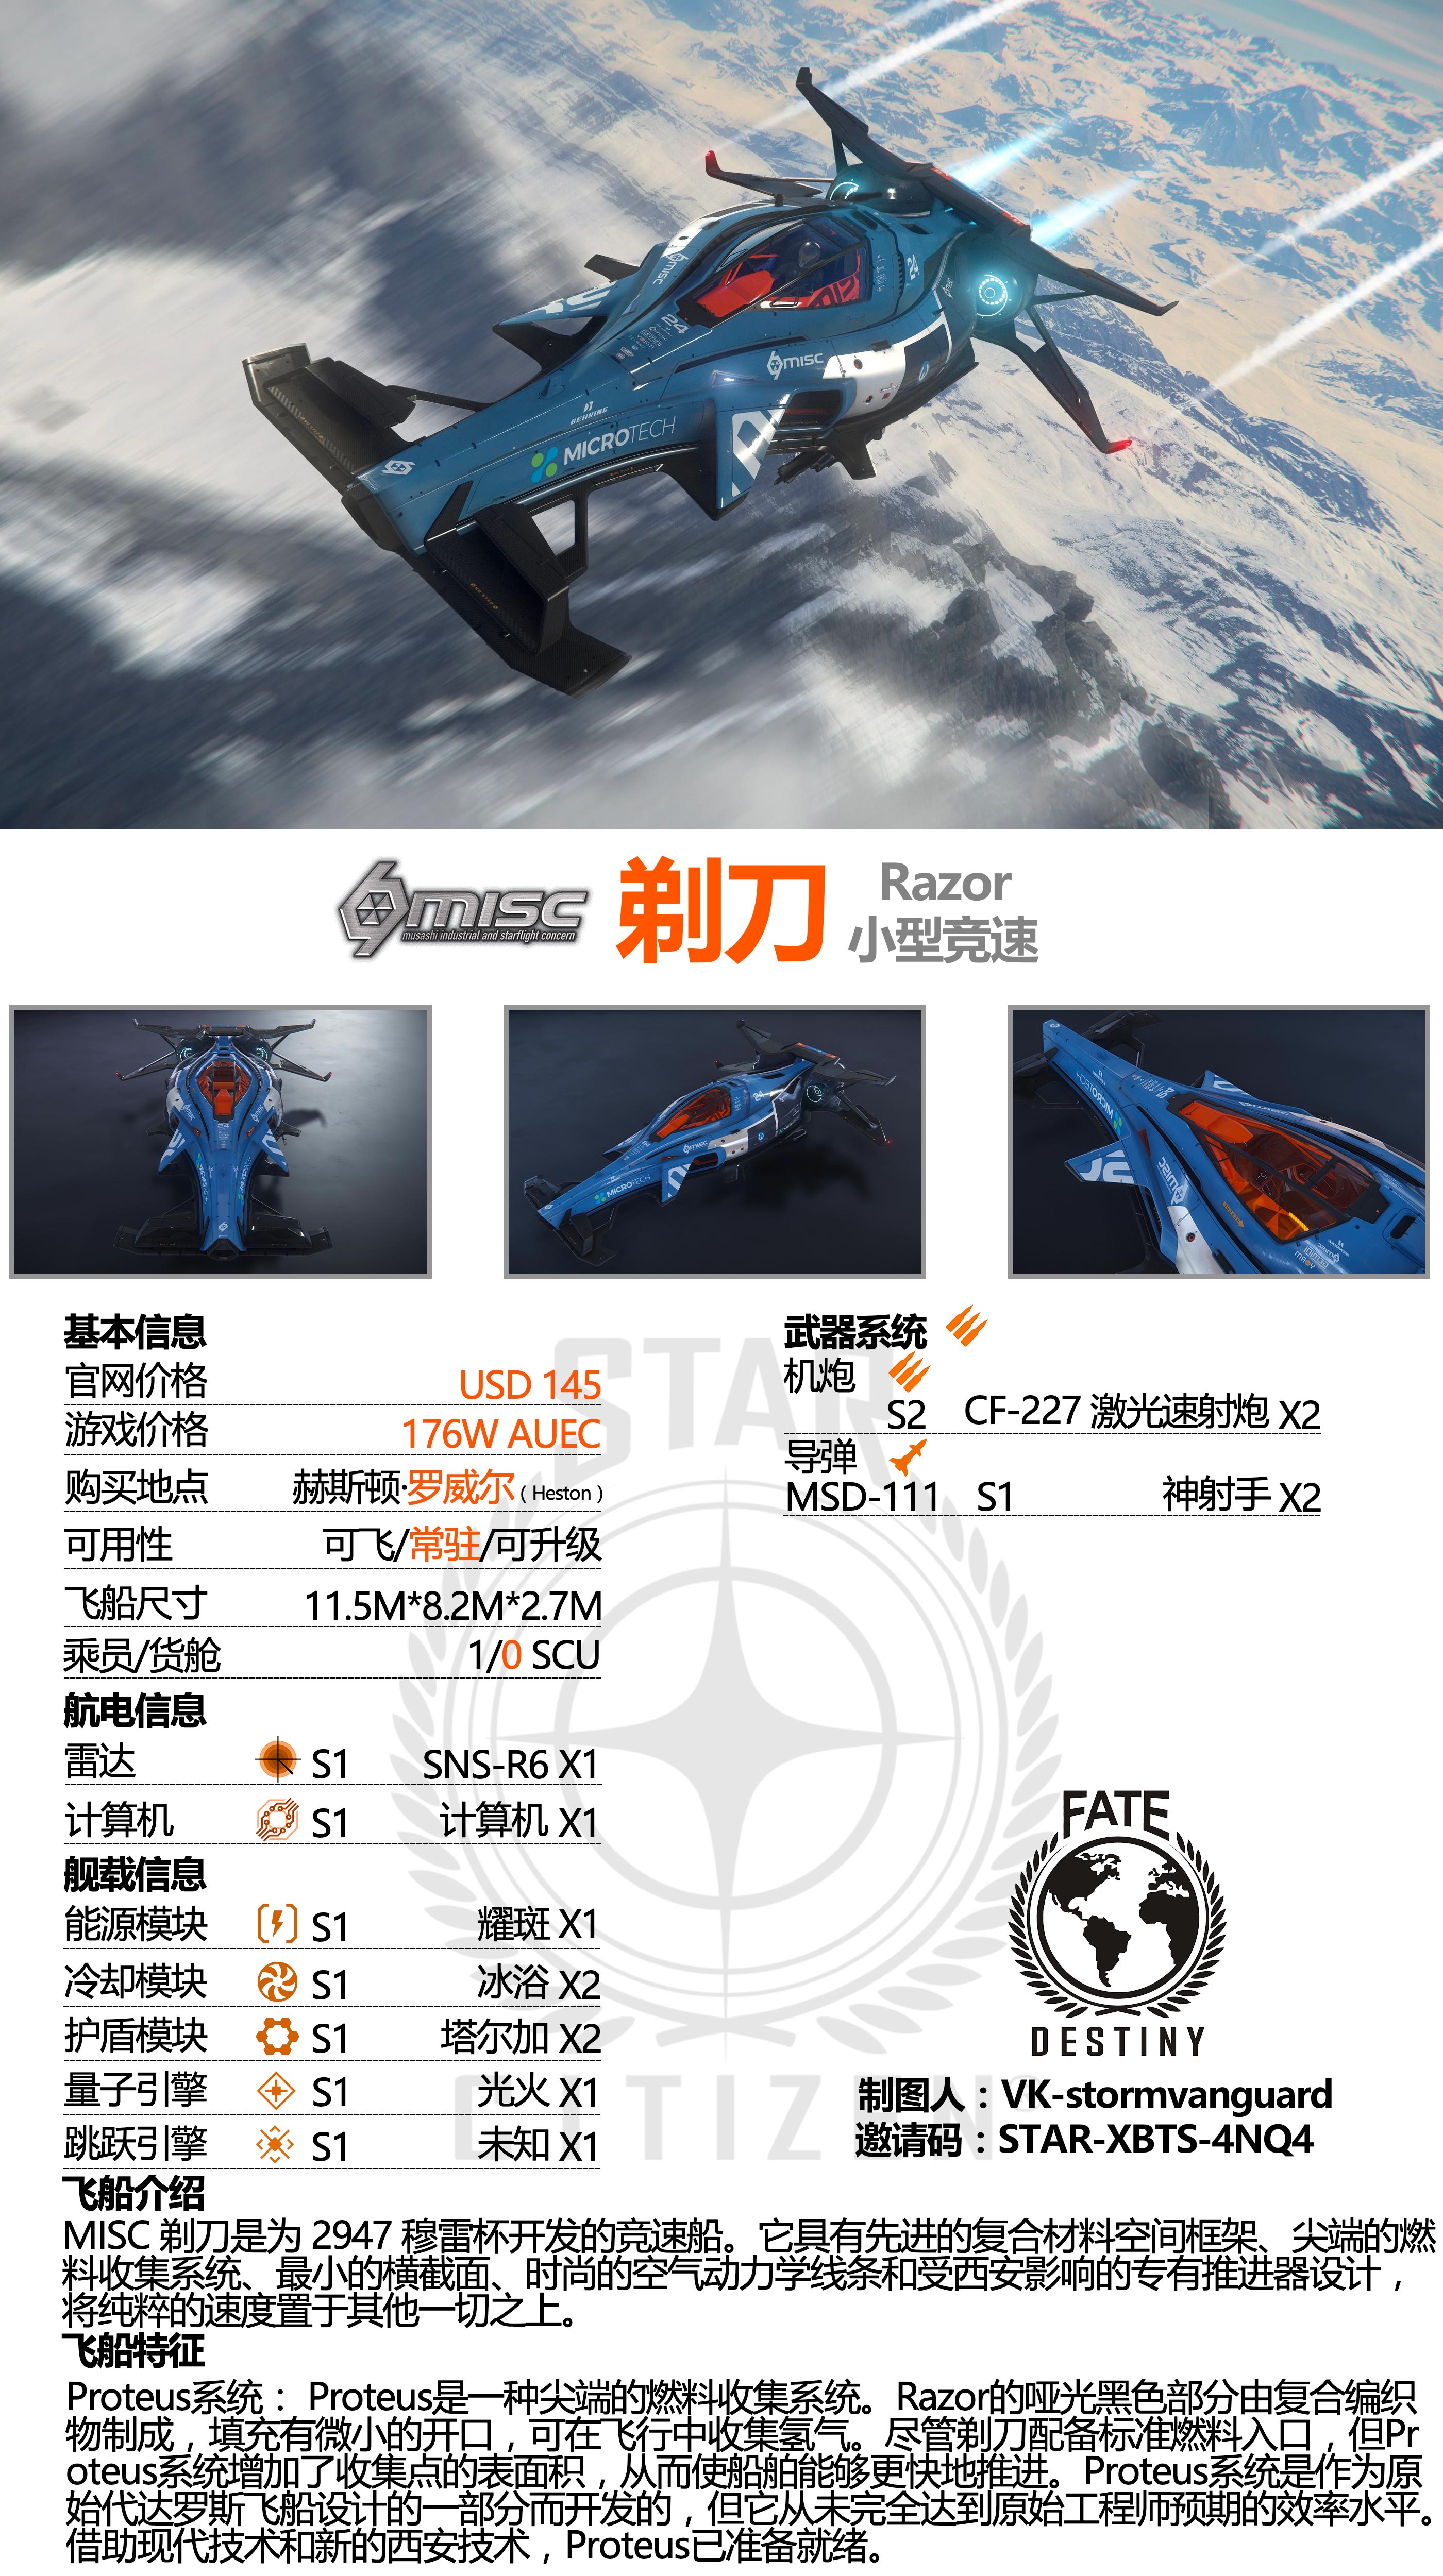 misc
24
misc
24
BEHRING
MICROTECH
misc
musashi industrial and starflight concern
剃刀
Razor
小型竞速
MICROTECH
misc
MICROTECH
misc
基本信息
官网价格 USD 145
游戏价格 176W AUEC
购买地点 赫斯顿·罗威尔（Heston）
可用性 可飞/常驻/可升级
飞船尺寸 11.5M*8.2M*2.7M
乘员/货舱 1/0 SCU
航电信息
雷达 S1 SNS-R6 X1
计算机 S1 计算机 X1
舰载信息
能源模块 S1 耀斑 X1
冷却模块 S1 冰浴 X2
护盾模块 S1 塔尔加 X2
量子引擎 S1 光火 X1
跳跃引擎 S1 未知 X1
武器系统
机炮
S2 CF-227 激光速射炮 X2
导弹
MSD-111 S1 神射手 X2
STAR
CITIZEN
FATE
DESTINY
制图人：VK-stormvanguard
邀请码：STAR-XBTS-4NQ4
飞船介绍
MISC 剃刀是为 2947 穆雷杯开发的竞速船。它具有先进的复合材料空间框架、尖端的燃
料收集系统、最小的横截面、时尚的空气动力学线条和受西安影响的专有推进器设计，
将纯粹的速度置于其他一切之上。
飞船特征
Proteus系统： Proteus是一种尖端的燃料收集系统。Razor的哑光黑色部分由复合编织
物制成，填充有微小的开口，可在飞行中收集氢气。尽管剃刀配备标准燃料入口，但Pr
oteus系统增加了收集点的表面积，从而使船舶能够更快地推进。Proteus系统是作为原
始代达罗斯飞船设计的一部分而开发的，但它从未完全达到原始工程师预期的效率水平。
借助现代技术和新的西安技术，Proteus已准备就绪。